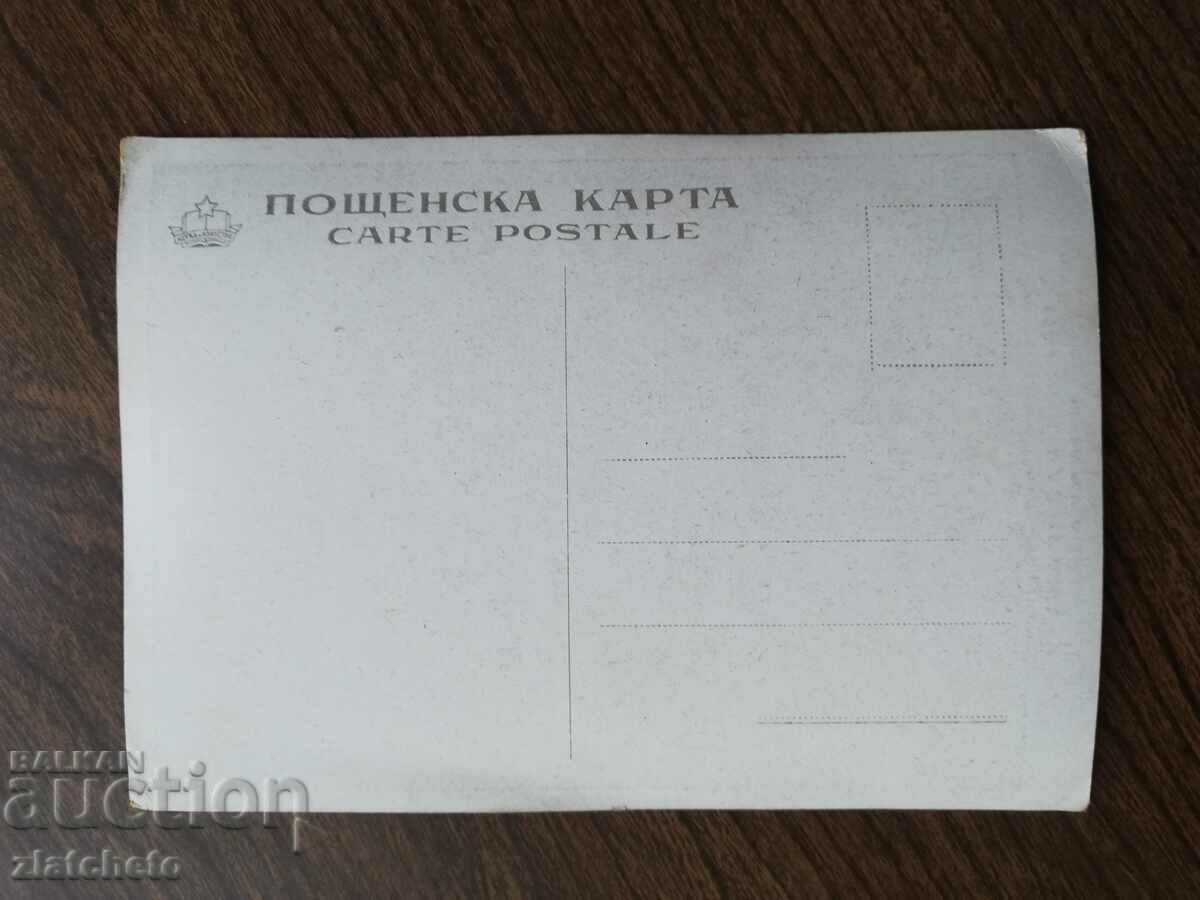 ПОЩЕНСКА КАРТА
CARTE POSTALE
BALKAN
auction
zlatcheto